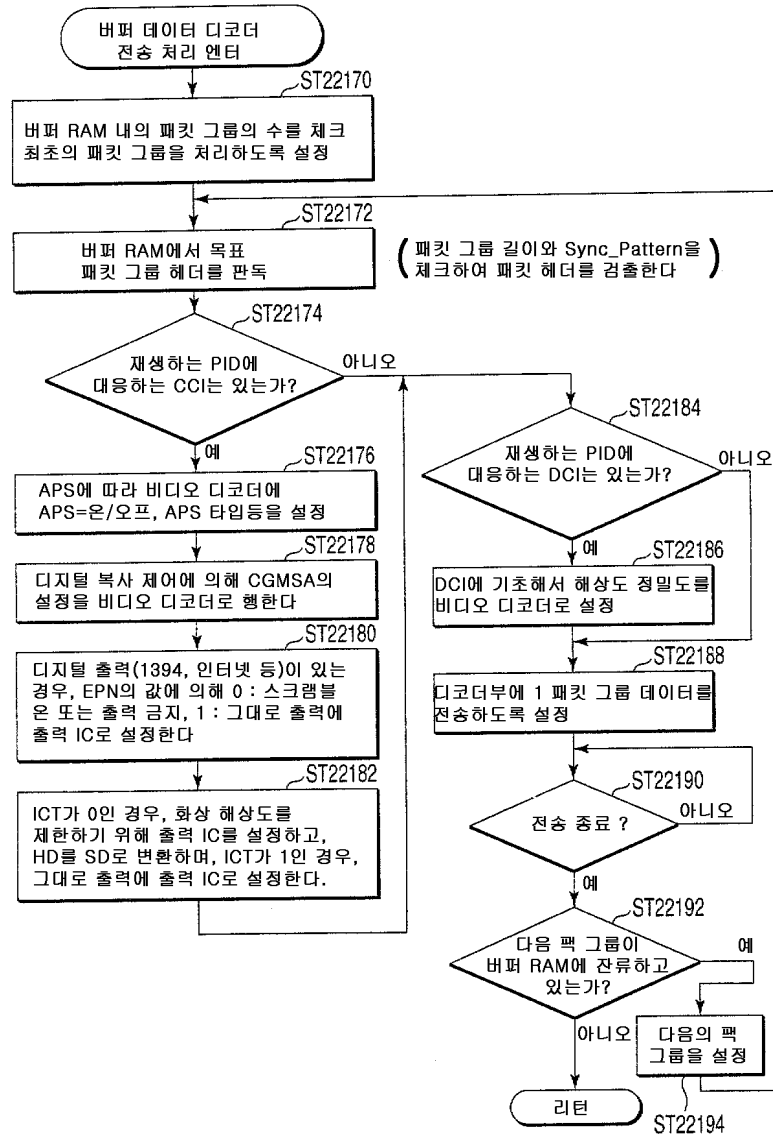 버퍼 데이터 디코더
전송 처리 엔터
ST22170
버퍼 RAM 내의 패킷 그룹의 수를 체크
최초의 패킷 그룹을 처리하도록 설정
ST22172
버퍼 RAM에서 목표
패킷 그룹 헤더를 판독
(패킷 그룹 길이와 Sync_Pattern을
체크하여 패킷 헤더를 검출한다)
ST22174
재생하는 PID에
대응하는 CCI는 있는가?
아니오
예
ST22176
APS에 따라 비디오 디코더에
APS=온/오프, APS 타입등을 설정
ST22178
디지털 복사 제어에 의해 CGMSA의
설정을 비디오 디코더로 행한다
ST22180
디지털 출력(1394, 인터넷 등)이 있는
경우, EPN의 값에 의해 0 : 스크램블
온 또는 출력 금지, 1 : 그대로 출력에
출력 IC로 설정한다
ST22182
ICT가 0인 경우, 화상 해상도를
제한하기 위해 출력 IC를 설정하고,
HD를 SD로 변환하며, ICT가 1인 경우,
그대로 출력에 출력 IC로 설정한다.
ST22184
재생하는 PID에
대응하는 DCI는 있는가?
아니오
예
ST22186
DCI에 기초해서 해상도 정밀도를
비디오 디코더로 설정
ST22188
디코더부에 1 패킷 그룹 데이터를
전송하도록 설정
ST22190
전송 종료 ?
아니오
예
ST22192
다음 팩 그룹이
버퍼 RAM에 잔류하고
있는가?
예
아니오
다음의 팩
그룹을 설정
ST22194
리턴